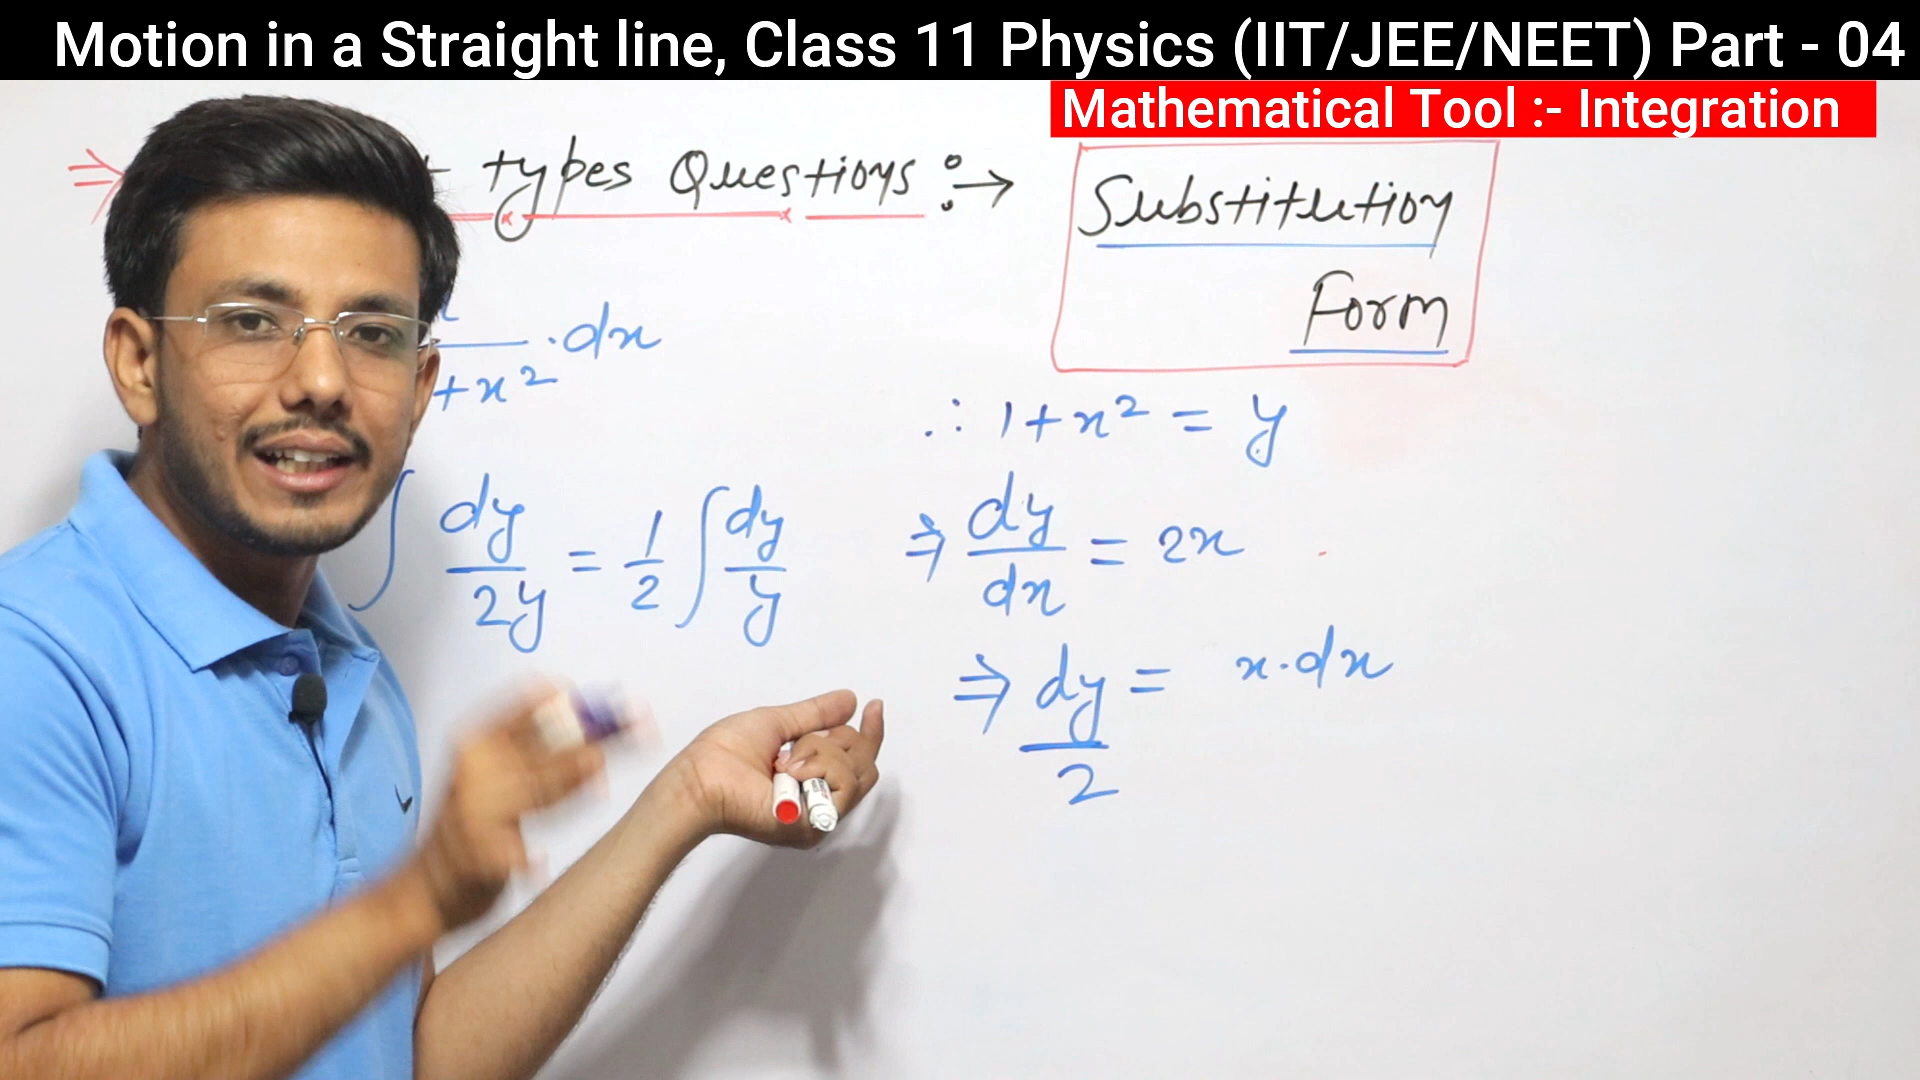 Motion in a Straight line, Class 11 Physics (IIT/JEE/NEET) Part - 04
Mathematical Tool :- Integration
⇒ types Questions :→
Substitution
Form
+x² .dx
∴ 1+x² = y
∫ dy/2y = 1/2 ∫ dy/y
⇒ dy/dx = 2x
⇒ dy/2 = x.dx